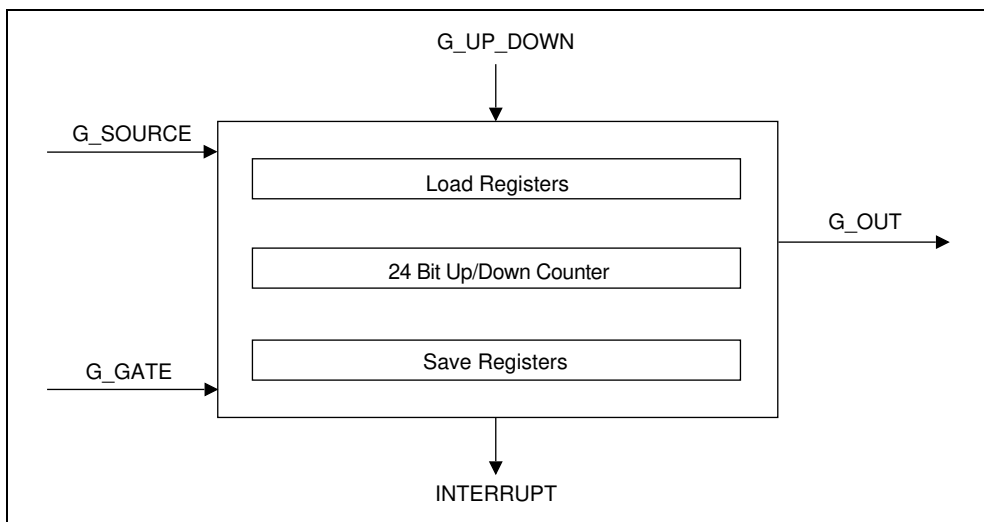 G_UP_DOWN
G_SOURCE
Load Registers
G_OUT
24 Bit Up/Down Counter
Save Registers
G_GATE
INTERRUPT